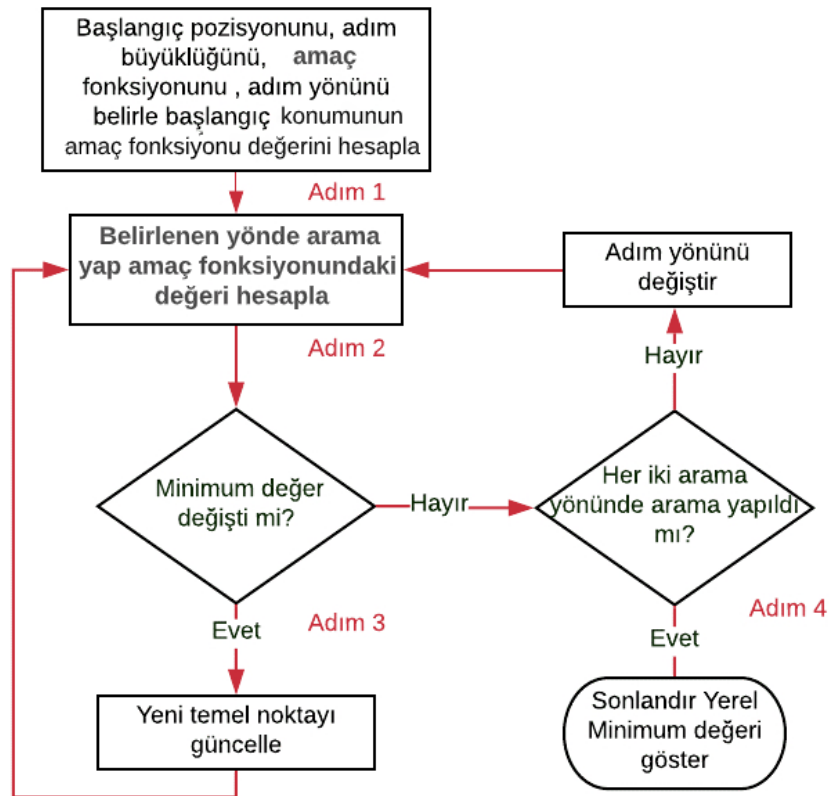 Başlangıç pozisyonunu, adım
büyüklüğünü, amaç
fonksiyonunu , adım yönünü
belirle başlangıç konumunun
amaç fonksiyonu değerini hesapla
Adım 1
Belirlenen yönde arama
yap amaç fonksiyonundaki
değeri hesapla
Adım yönünü
değiştir
Adım 2
Hayır
Minimum değer
değişti mi?
Hayır
Her iki arama
yönünde arama yapıldı
mı?
Adım 3
Evet
Adım 4
Evet
Yeni temel noktayı
güncelle
Sonlandır Yerel
Minimum değeri
göster